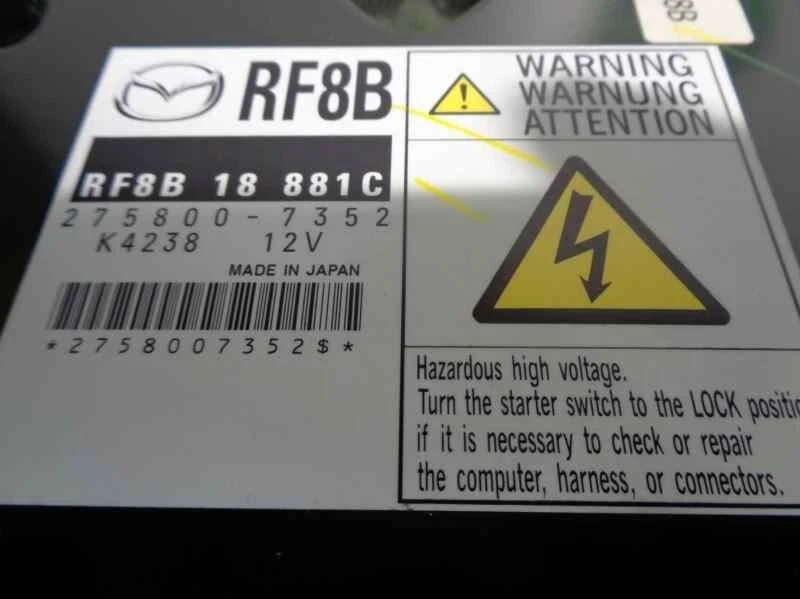 8B
RF8B
RF8B 18 881C
275800-7352
K4238 12V
MADE IN JAPAN
*2758007352$*
WARNING
WARNUNG
ATTENTION
Hazardous high voltage.
Turn the starter switch to the LOCK positio
if it is necessary to check or repair
the computer, harness, or connectors.